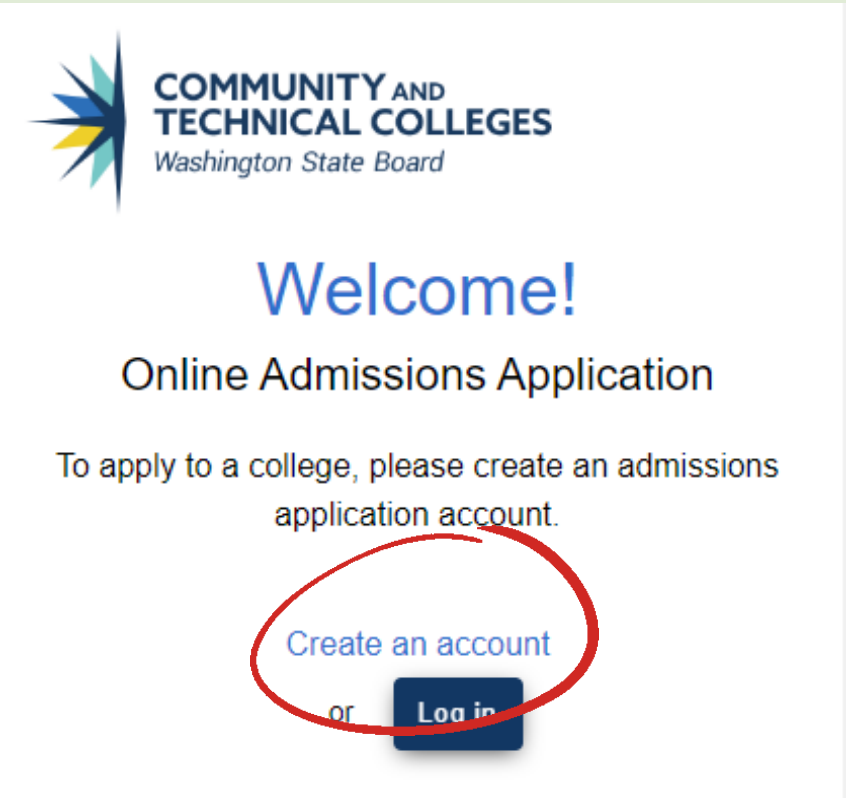 COMMUNITY AND
TECHNICAL COLLEGES
Washington State Board
Welcome!
Online Admissions Application
To apply to a college, please create an admissions
application account.
Create an account
or Log in